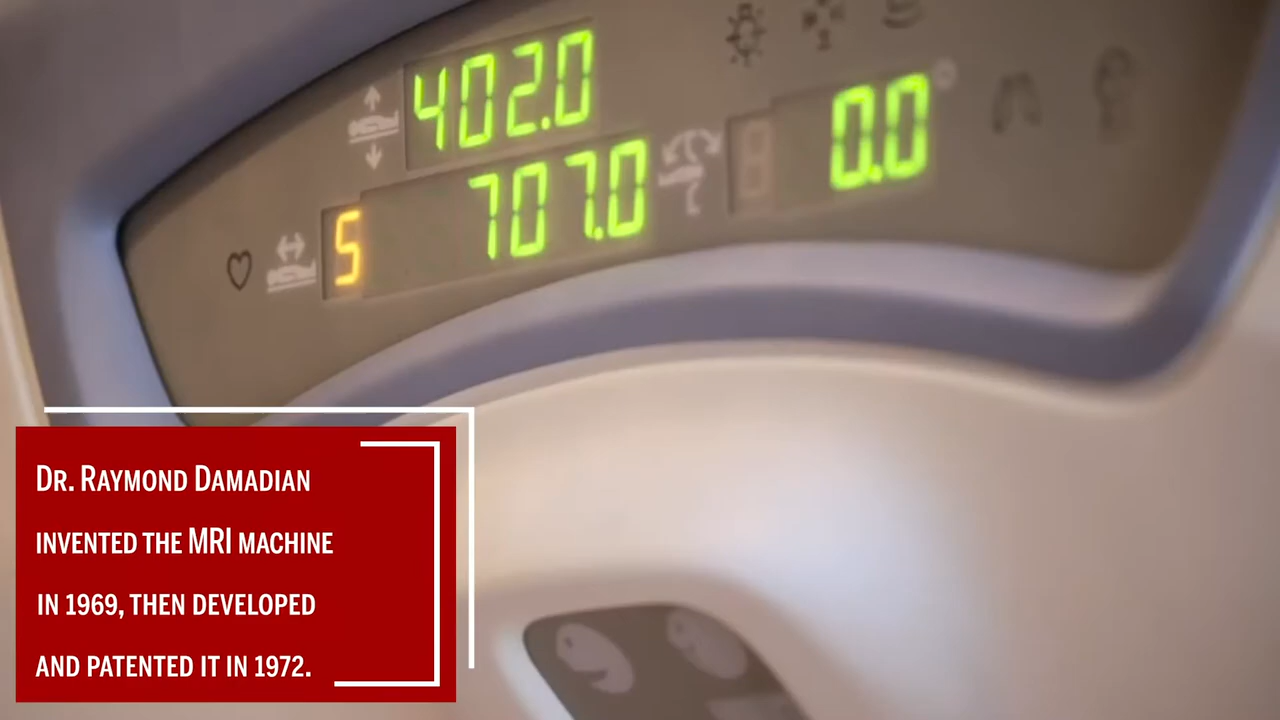 402.0
S 707.0
0.0°
Dr. Raymond Damadian
invented the MRI machine
in 1969, then developed
and patented it in 1972.